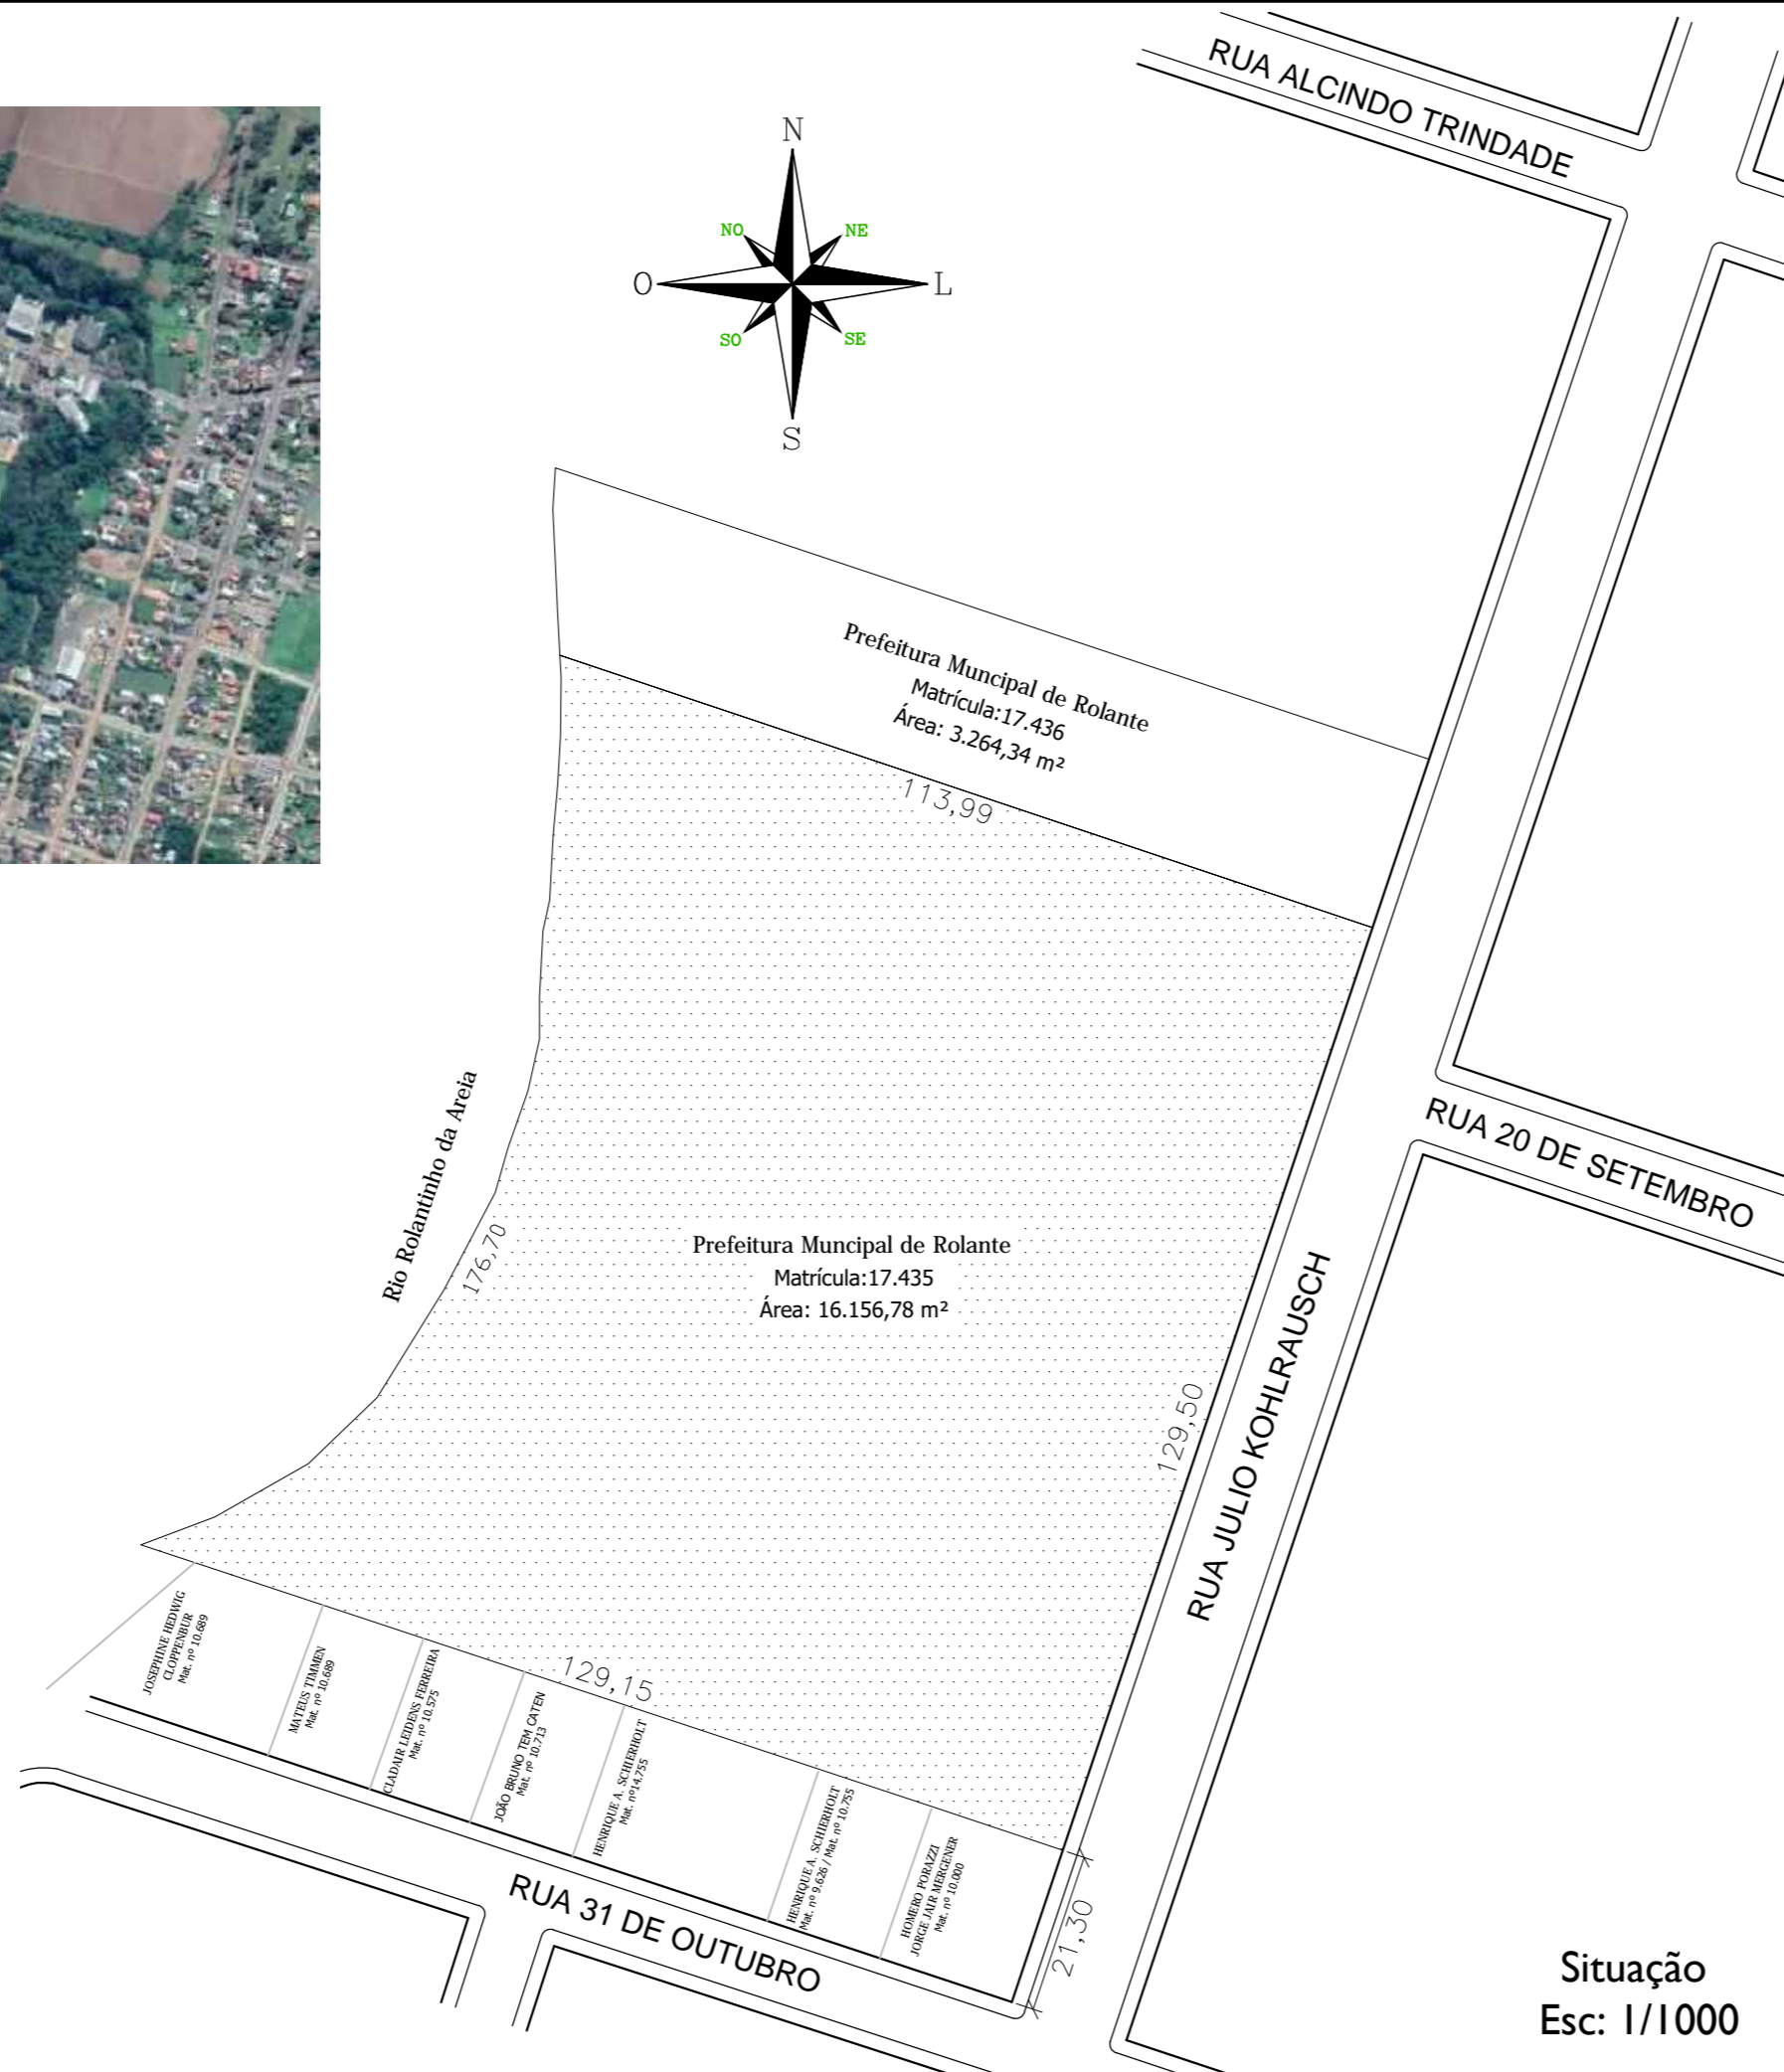 RUA ALCINDO TRINDADE
N
NO
NE
O
L
SO
SE
S
Prefeitura Muncipal de Rolante
Matrícula:17.436
Área: 3.264,34 m²
113,99
Rio Rolantinho da Areia
176,70
RUA 20 DE SETEMBRO
Prefeitura Muncipal de Rolante
Matrícula:17.435
Área: 16.156,78 m²
RUA JULIO KOHLRAUSCH
129,50
JOSEPHINE HEDWIG
CLOPPENBUR
Mat. nº 10.689
MATEUS TIMMEN
Mat. nº 10.689
CLADAIR LEIDENS FERREIRA
Mat. nº 10.575
JOÃO BRUNO TEM CATEN
Mat. nº 10.713
129,15
HENRIQUE A. SCHIERHOLT
Mat. nº14.755
HENRIQUE A. SCHIERHOLT
Mat. nº 9.626 / Mat. nº 10.755
HOMERO PORAZZI
JORGE JAIR MERGENER
Mat. nº 10.000
21,30
RUA 31 DE OUTUBRO
Situação
Esc: 1/1000